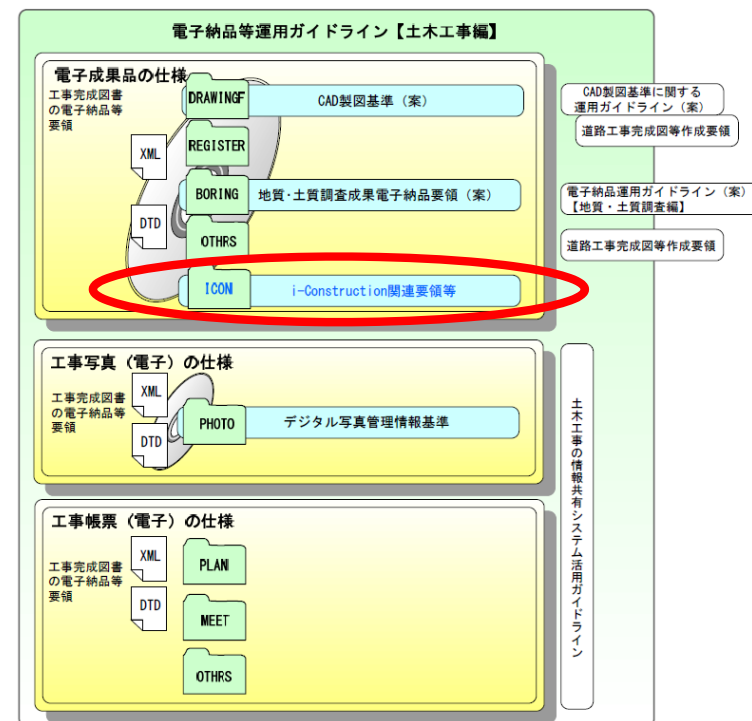 電子納品等運用ガイドライン【土木工事編】
電子成果品の仕様
工事完成図書
の電子納品等
要領
XML
DTD
DRAWINGF
CAD製図基準（案）
REGISTER
BORING
地質・土質調査成果電子納品要領（案）
OTHRS
ICON
i-Construction関連要領等
CAD製図基準に関する
運用ガイドライン（案）
道路工事完成図等作成要領
電子納品運用ガイドライン（案）
【地質・土質調査編】
道路工事完成図等作成要領
工事写真（電子）の仕様
工事完成図書
の電子納品等
要領
XML
DTD
PHOTO
デジタル写真管理情報基準
工事帳票（電子）の仕様
工事完成図書
の電子納品等
要領
XML
DTD
PLAN
MEET
OTHRS
土木工事の情報共有システム活用ガイドライン